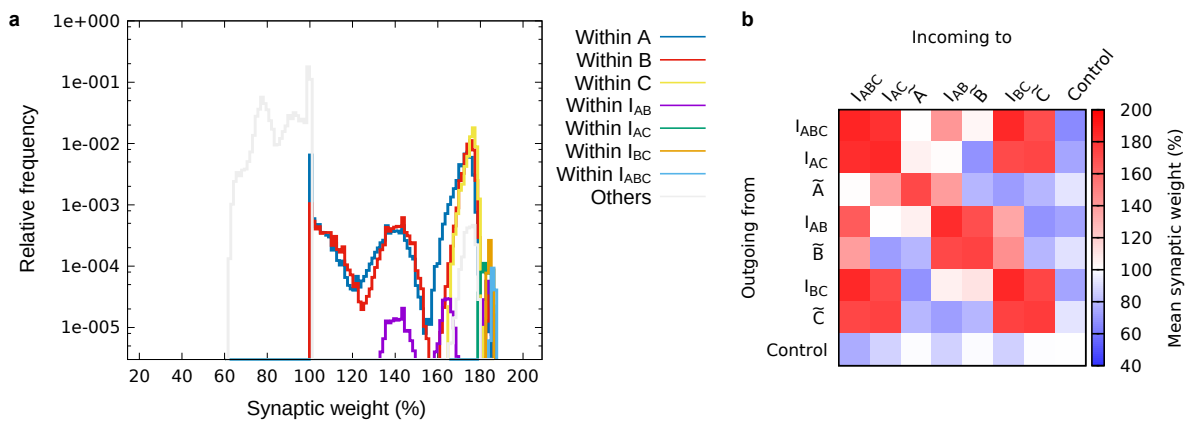 a
1e+000
1e-001
1e-002
1e-003
1e-004
1e-005
Relative frequency
20 40 60 80 100 120 140 160 180 200
Synaptic weight (%)
Within A
Within B
Within C
Within I_AB
Within I_AC
Within I_BC
Within I_ABC
Others
b
Incoming to
I_ABC I_AC Ã I_AB B̃ I_BC C̃ Control
Outgoing from
I_ABC
I_AC
Ã
I_AB
B̃
I_BC
C̃
Control
200
180
160
140
120
100
80
60
40
Mean synaptic weight (%)